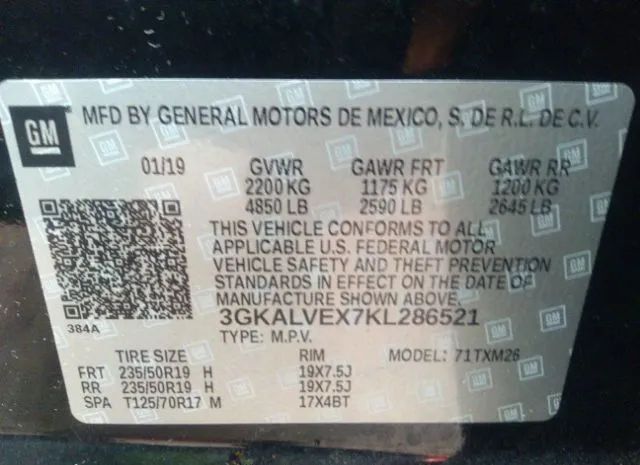 GM
MFD BY GENERAL MOTORS DE MEXICO, S. DE R.L. DE C.V.
01/19 GVWR GAWR FRT GAWR RR
2200 KG 1175 KG 1200 KG
4850 LB 2590 LB 2645 LB
THIS VEHICLE CONFORMS TO ALL
APPLICABLE U.S. FEDERAL MOTOR
VEHICLE SAFETY AND THEFT PREVENTION
STANDARDS IN EFFECT ON THE DATE OF
MANUFACTURE SHOWN ABOVE.
384A
3GKALVEX7KL286521
TYPE: M.P.V.
TIRE SIZE RIM MODEL: 71TXM26
FRT 235/50R19 H 19X7.5J
RR 235/50R19 H 19X7.5J
SPA T125/70R17 M 17X4BT